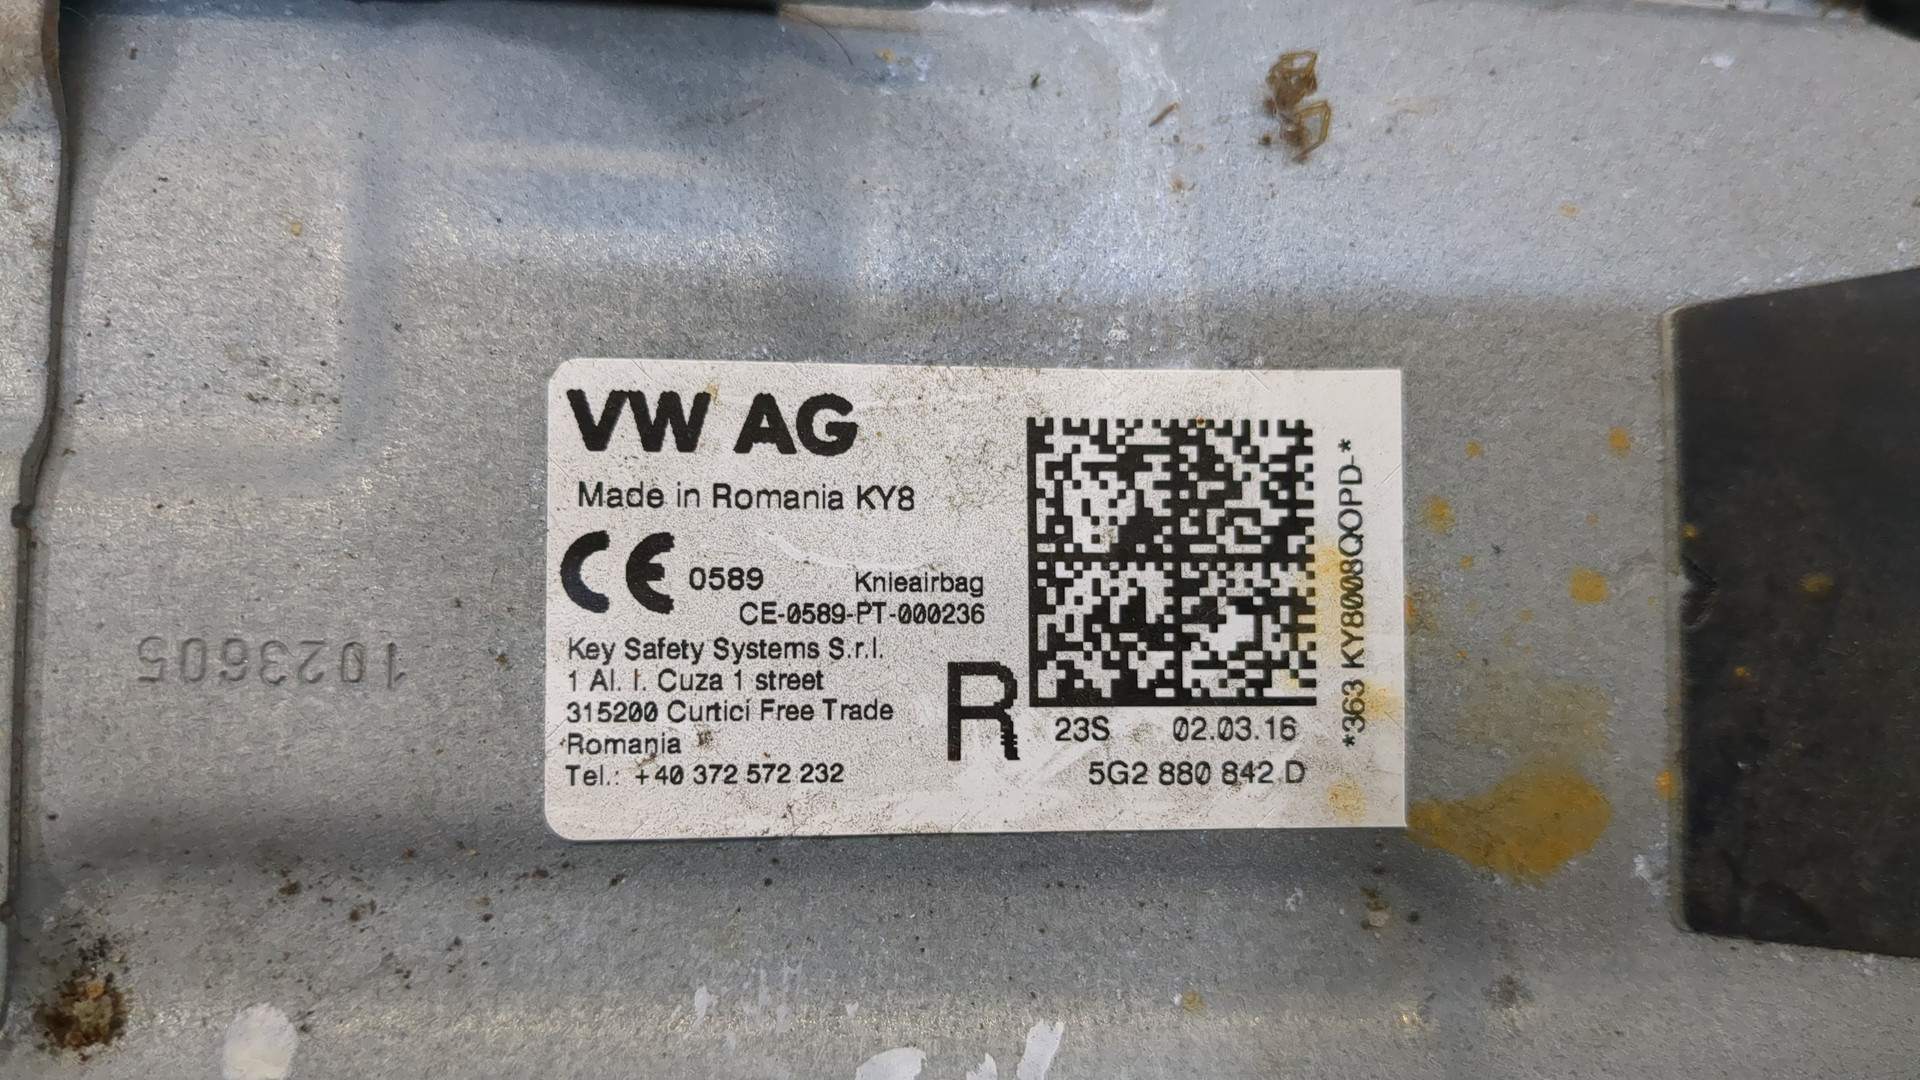 VW AG
Made in Romania KY8
CE 0589 Knieairbag
CE-0589-PT-000236
Key Safety Systems S.r.l.
1 Al. I. Cuza 1 street
315200 Curtici Free Trade
Romania
Tel.: +40 372 572 232
R
23S 02.03.16
5G2 880 842 D
*363 KY80008QOPD-*
1023605